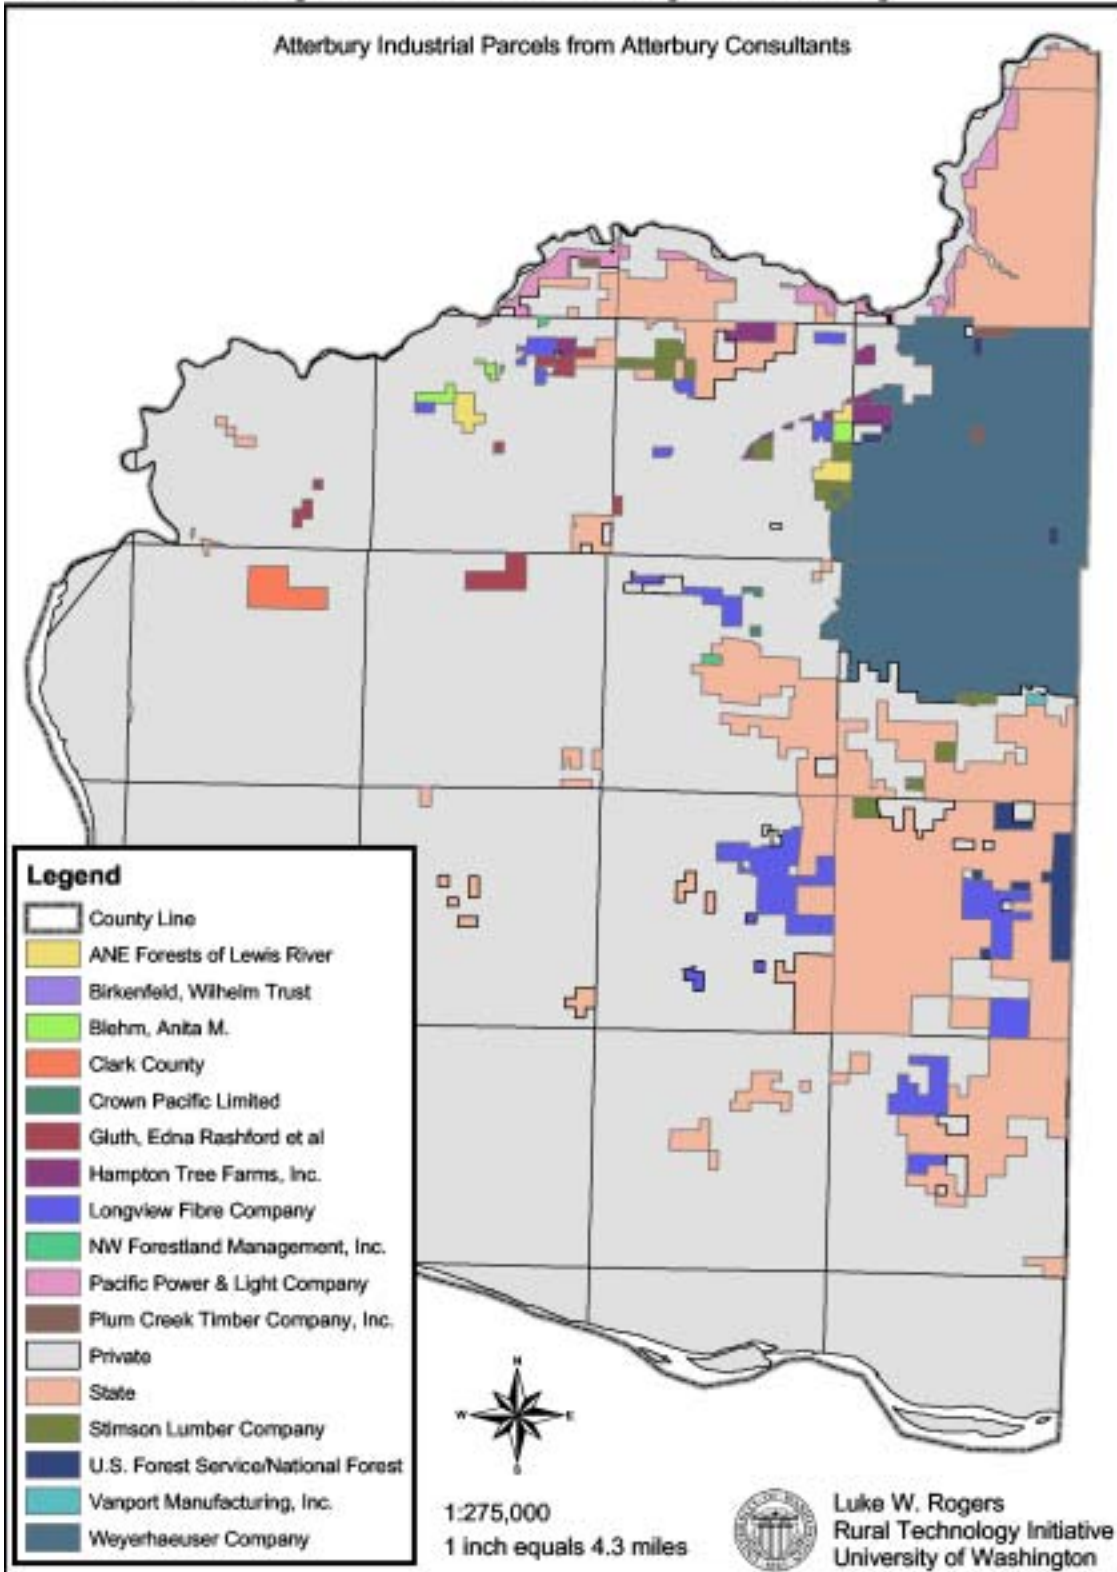 Atterbury Industrial Parcels from Atterbury Consultants
Legend
County Line
ANE Forests of Lewis River
Birkenfeld, Wilhelm Trust
Blehm, Anita M.
Clark County
Crown Pacific Limited
Gluth, Edna Rashford et al
Hampton Tree Farms, Inc.
Longview Fibre Company
NW Forestland Management, Inc.
Pacific Power & Light Company
Plum Creek Timber Company, Inc.
Private
State
Stimson Lumber Company
U.S. Forest Service/National Forest
Vanport Manufacturing, Inc.
Weyerhaeuser Company
N
W
E
S
1:275,000
1 inch equals 4.3 miles
Luke W. Rogers
Rural Technology Initiative
University of Washington